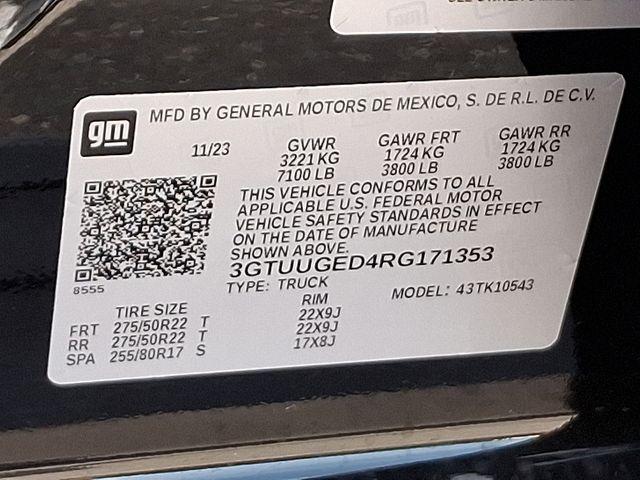 MFD BY GENERAL MOTORS DE MEXICO, S. DE R.L. DE C.V.
gm
11/23
GVWR GAWR FRT GAWR RR
3221 KG 1724 KG 1724 KG
7100 LB 3800 LB 3800 LB
THIS VEHICLE CONFORMS TO ALL
APPLICABLE U.S. FEDERAL MOTOR
VEHICLE SAFETY STANDARDS IN EFFECT
ON THE DATE OF MANUFACTURE
SHOWN ABOVE.
3GTUUGED4RG171353
8555
TYPE: TRUCK MODEL: 43TK10543
TIRE SIZE RIM
FRT 275/50R22 T 22X9J
RR 275/50R22 T 22X9J
SPA 255/80R17 S 17X8J